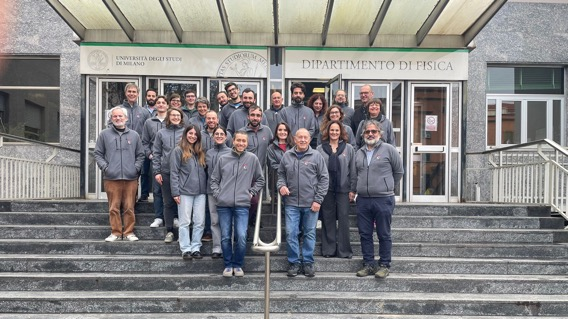 UNIVERSITÀ DEGLI STUDI
DI MILANO
DIPARTIMENTO DI FISICA